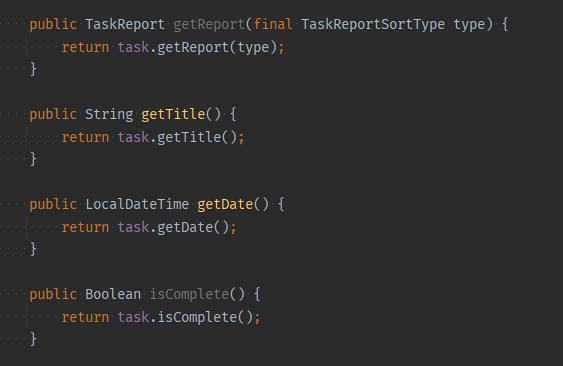 public TaskReport getReport(final TaskReportSortType type) {
    return task.getReport(type);
}

public String getTitle() {
    return task.getTitle();
}

public LocalDateTime getDate() {
    return task.getDate();
}

public Boolean isComplete() {
    return task.isComplete();
}